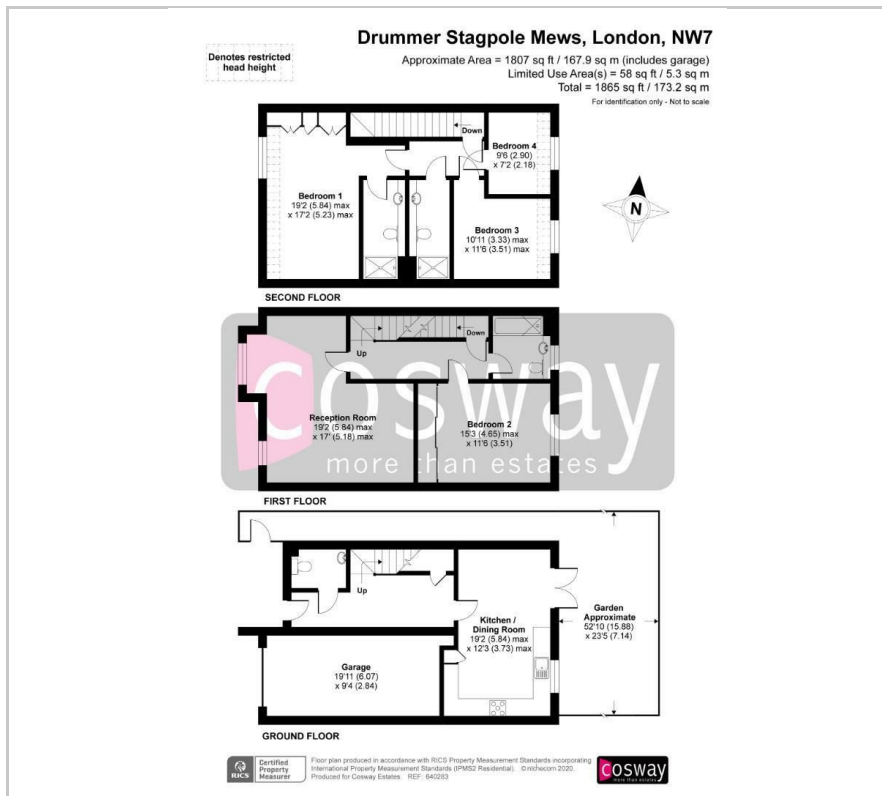 Drummer Stagpole Mews, London, NW7
Denotes restricted
head height
Approximate Area = 1807 sq ft / 167.9 sq m (includes garage)
Limited Use Area(s) = 58 sq ft / 5.3 sq m
Total = 1865 sq ft / 173.2 sq m
For identification only - Not to scale
Down
Bedroom 4
9'6 (2.90)
x 7'2 (2.18)
Bedroom 1
19'2 (5.84) max
x 17'2 (5.23) max
Bedroom 3
10'11 (3.33) max
x 11'6 (3.51) max
N
SECOND FLOOR
Up
Down
cosway
more than estates
Reception Room
19'2 (5.84) max
x 17' (5.18) max
Bedroom 2
15'3 (4.65) max
x 11'6 (3.51)
FIRST FLOOR
Up
Kitchen /
Dining Room
19'2 (5.84) max
x 12'3 (3.73) max
Garden
Approximate
52'10 (15.88)
x 23'5 (7.14)
Garage
19'11 (6.07)
x 9'4 (2.84)
GROUND FLOOR
RICS
Certified
Property
Measurer
Floor plan produced in accordance with RICS Property Measurement Standards incorporating
International Property Measurement Standards (IPMS2 Residential). ©nichecom 2020.
Produced for Cosway Estates. REF: 640283
cosway
more than estates